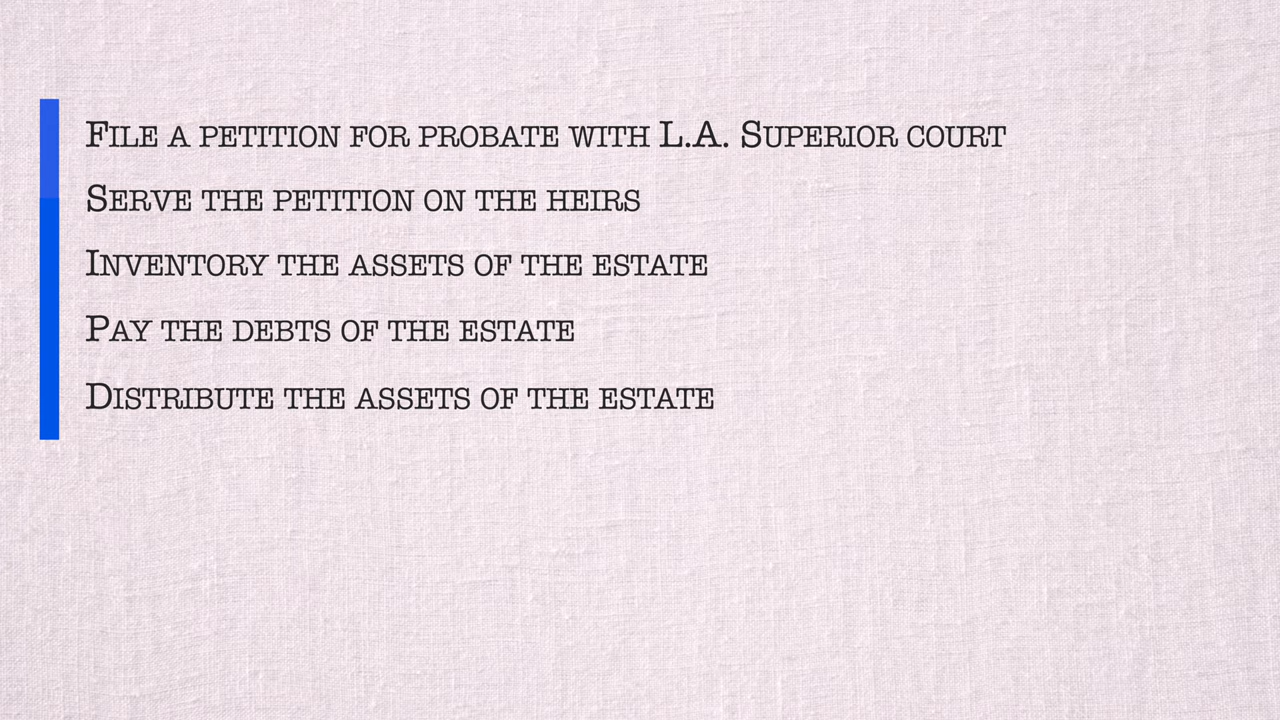 File a petition for probate with L.A. Superior court
Serve the petition on the heirs
Inventory the assets of the estate
Pay the debts of the estate
Distribute the assets of the estate